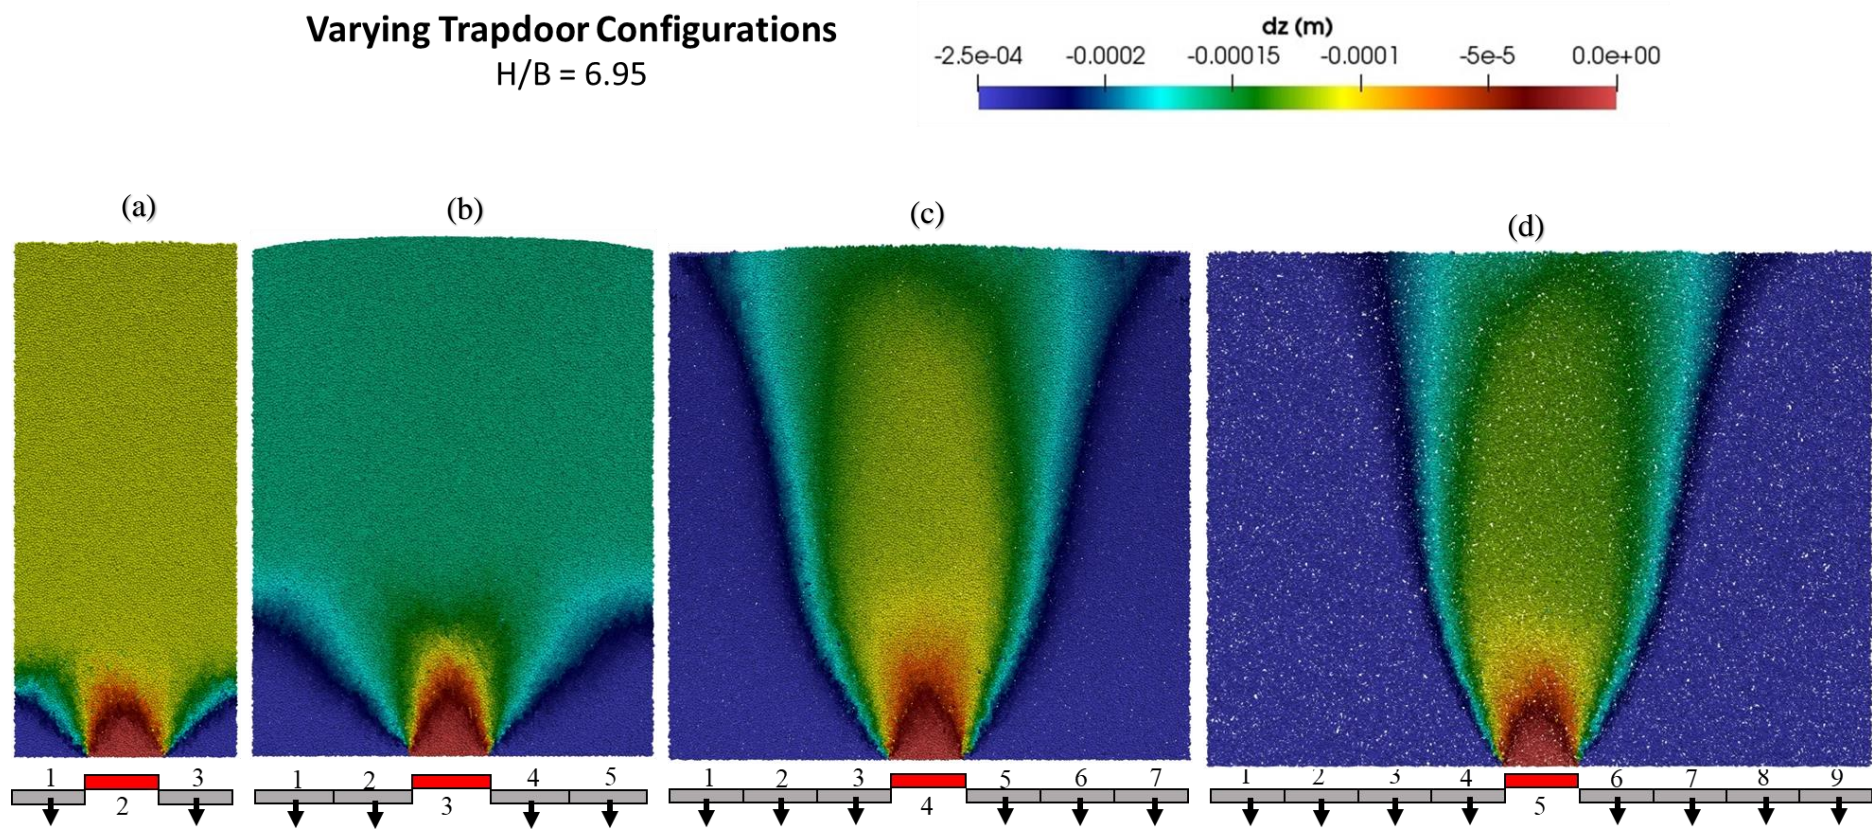 Varying Trapdoor Configurations
H/B = 6.95
dz (m)
-2.5e-04 -0.0002 -0.00015 -0.0001 -5e-5 0.0e+00
(a) (b) (c) (d)
1 2 3
1 2 3 4 5
1 2 3 4 5 6 7
1 2 3 4 5 6 7 8 9